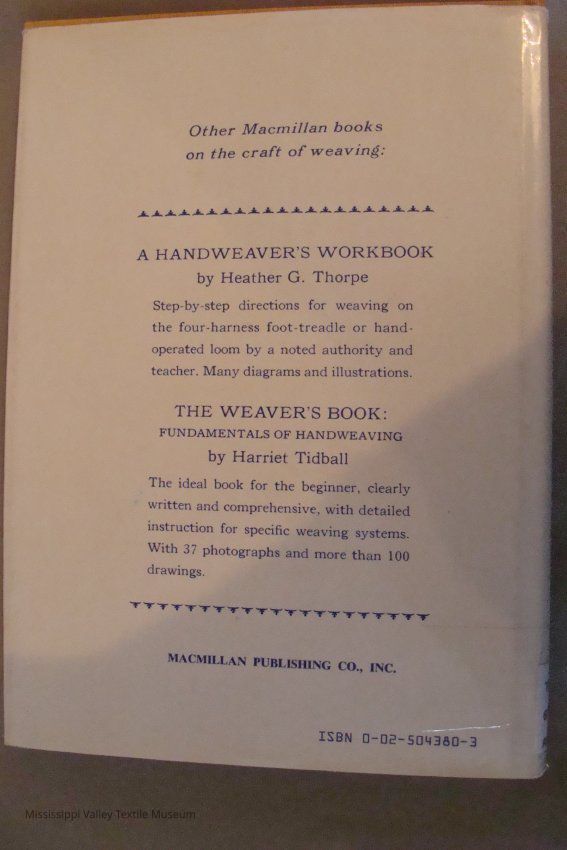 Other Macmillan books
on the craft of weaving:
A HANDWEAVER'S WORKBOOK
by Heather G. Thorpe
Step-by-step directions for weaving on
the four-harness foot-treadle or hand-
operated loom by a noted authority and
teacher. Many diagrams and illustrations.
THE WEAVER'S BOOK:
FUNDAMENTALS OF HANDWEAVING
by Harriet Tidball
The ideal book for the beginner, clearly
written and comprehensive, with detailed
instruction for specific weaving systems.
With 37 photographs and more than 100
drawings.
MACMILLAN PUBLISHING CO., INC.
ISBN 0-02-504380-3
Mississippi Valley Textile Museum